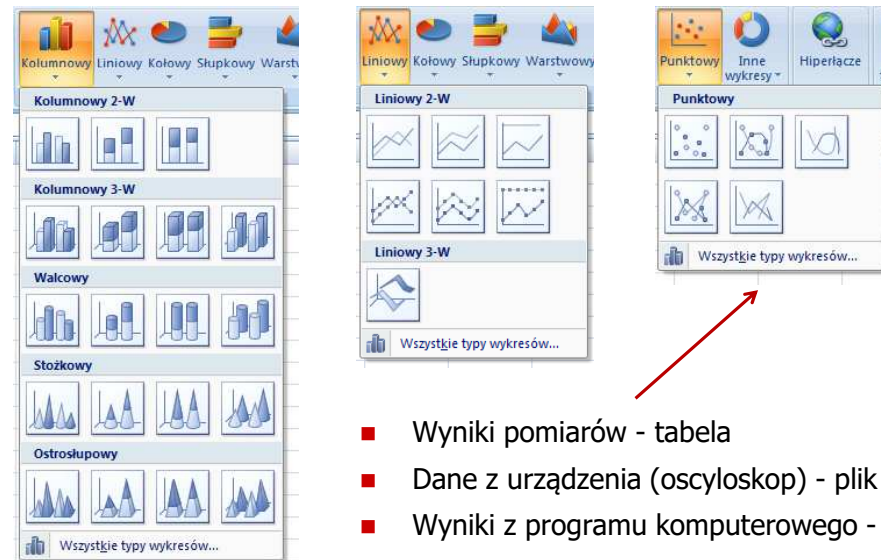 Kolumnowy Liniowy Kołowy Słupkowy
Kolumnowy 2-W
Kolumnowy 3-W
Walcowy
Stożkowy
Ostrosłupowy
Wszystkie typy wykresów...
Liniowy Kołowy Słupkowy Warstwowy
Liniowy 2-W
Liniowy 3-W
Wszystkie typy wykresów...
Punktowy Inne wykresy Hiperłącze
Punktowy
Wszystkie typy wykresów...
Wyniki pomiarów - tabela
Dane z urządzenia (oscyloskop) - plik
Wyniki z programu komputerowego -